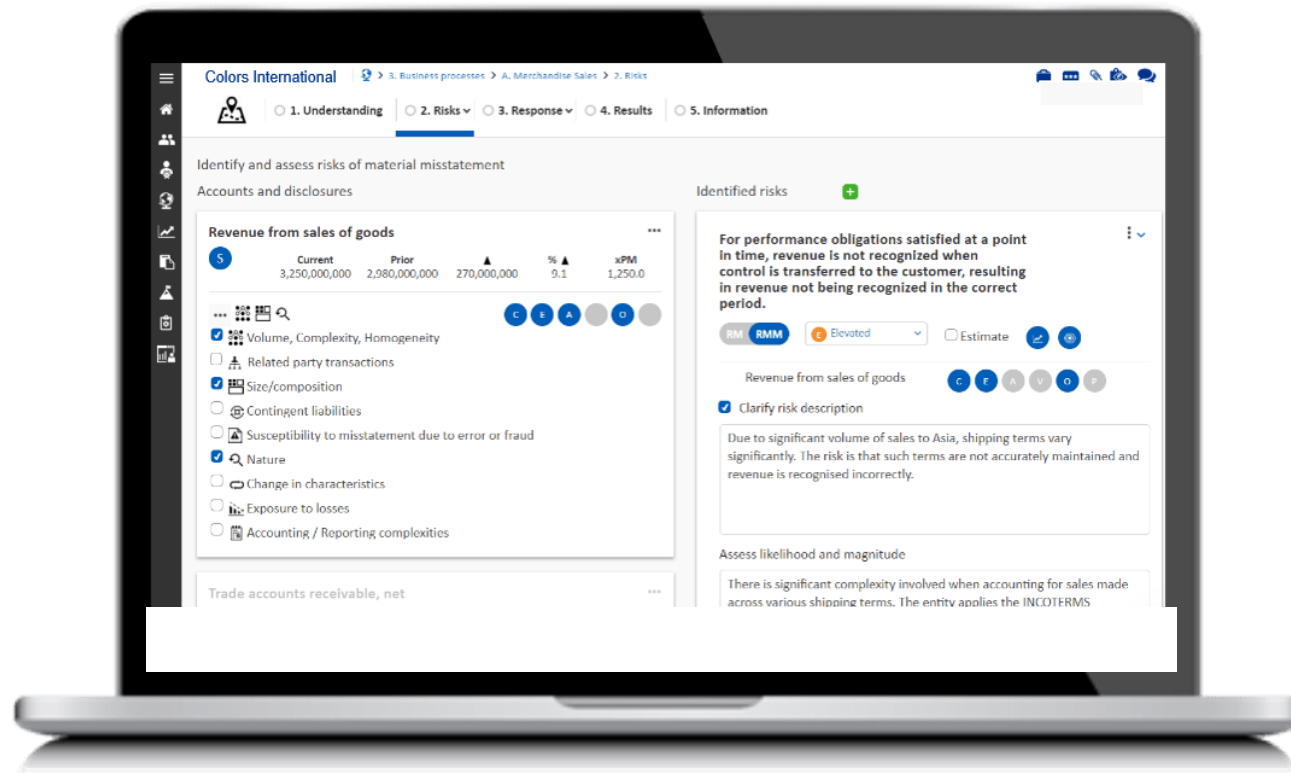 Colors International
> 3. Business processes > A. Merchandise Sales > 2. Risks
1. Understanding
2. Risks
3. Response
4. Results
5. Information
Identify and assess risks of material misstatement
Accounts and disclosures
Revenue from sales of goods
S
Current Prior ▲ % ▲ xPM
3,250,000,000 2,980,000,000 270,000,000 9.1 1,250.0
C E A O
Volume, Complexity, Homogeneity
Related party transactions
Size/composition
Contingent liabilities
Susceptibility to misstatement due to error or fraud
Nature
Change in characteristics
Exposure to losses
Accounting / Reporting complexities
Trade accounts receivable, net
Identified risks
For performance obligations satisfied at a point
in time, revenue is not recognized when
control is transferred to the customer, resulting
in revenue not being recognized in the correct
period.
RM RMM E Elevated Estimate
Revenue from sales of goods C E A V O P
Clarify risk description
Due to significant volume of sales to Asia, shipping terms vary
significantly. The risk is that such terms are not accurately maintained and
revenue is recognised incorrectly.
Assess likelihood and magnitude
There is significant complexity involved when accounting for sales made
across various shipping terms. The entity applies the INCOTERMS